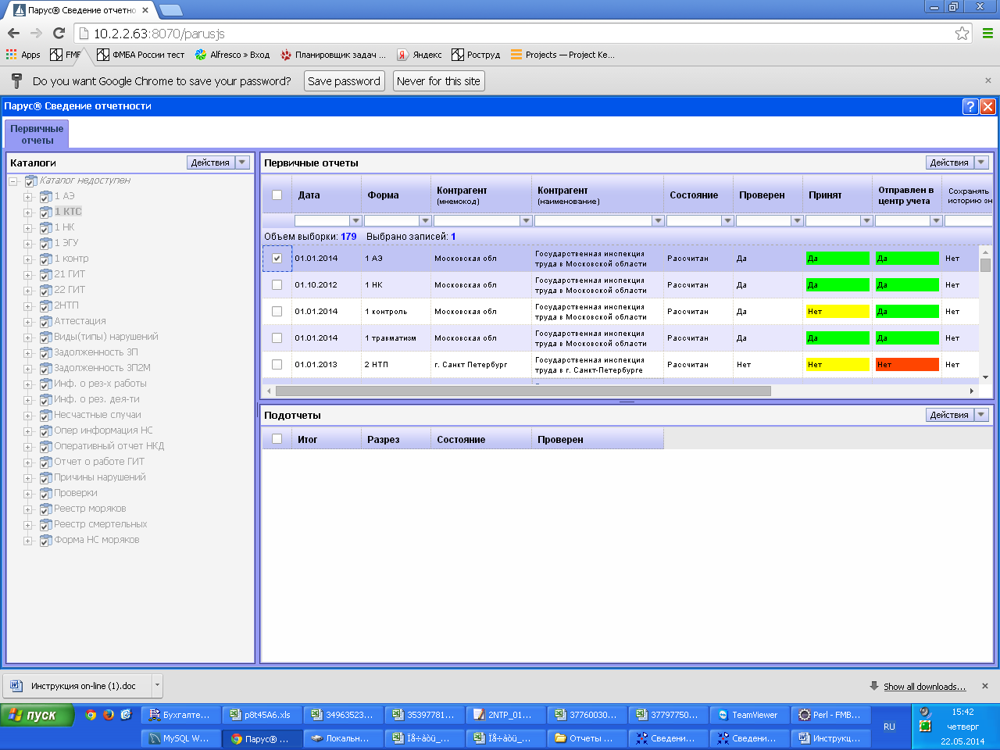 Парус® Сведение отчетно
10.2.2.63:8070/parusjs
Apps
FMF
ФМБА России тест
Alfresco » Вход
Планировщик задач ...
Яндекс
Роструд
Projects — Project Ke...
Do you want Google Chrome to save your password?
Save password
Never for this site
Парус® Сведение отчетности
Первичные отчеты
Каталоги
Действия
Каталог недоступен
1 АЭ
1 КТС
1 НК
1 ЭГУ
1 контр
21 ГИТ
22 ГИТ
2НТП
Аттестация
Виды(типы) нарушений
Задолженность ЗП
Задолженность ЗП2М
Инф. о рез-х работы
Инф. о рез. дея-ти
Несчастные случаи
Опер информация НС
Оперативный отчет НКД
Отчет о работе ГИТ
Причины нарушений
Проверки
Реестр моряков
Реестр смертельных
Форма НС моряков
Первичные отчеты
Действия
Дата Форма Контрагент (мнемокод) Контрагент (наименование) Состояние Проверен Принят Отправлен в центр учета Сохранять историю зн
Объем выборки: 179 Выбрано записей: 1
01.01.2014 1 АЭ Московская обл Государственная инспекция труда в Московской области Рассчитан Да Да Да Нет
01.10.2012 1 НК Московская обл Государственная инспекция труда в Московской области Рассчитан Да Да Да Нет
01.01.2014 1 контроль Московская обл Государственная инспекция труда в Московской области Рассчитан Да Нет Да Нет
01.01.2014 1 травматизм Московская обл Государственная инспекция труда в Московской области Рассчитан Да Да Да Нет
01.01.2013 2 НТП г. Санкт Петербург Государственная инспекция труда в г. Санкт-Петербурге Рассчитан Нет Нет Нет Нет
Подотчеты
Действия
Итог Разрез Состояние Проверен
Инструкция on-line (1).doc
Show all downloads...
пуск
Бухгалте...
p8t45A6.xls
34963523...
35397781...
2NTP_01...
37760030...
37797750...
TeamViewer
Perl - FMB...
MySQL W...
Парус® ...
Локальн...
Ïå÷àòü_...
Ïå÷àòü_...
Отчеты ...
Сведени...
Сведени...
Инструкц...
RU
15:42
четверг
22.05.2014